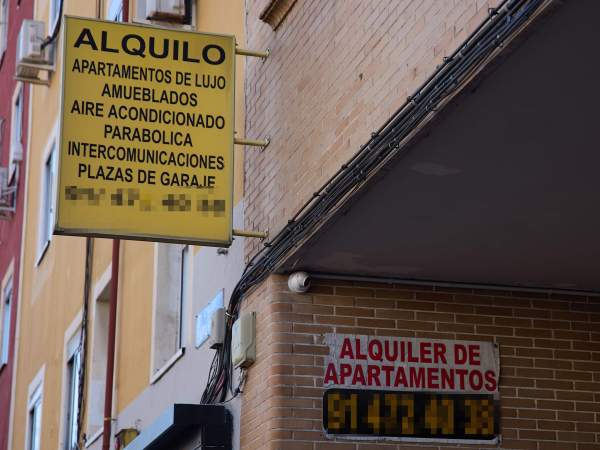 ALQUILO
APARTAMENTOS DE LUJO
AMUEBLADOS
AIRE ACONDICIONADO
PARABOLICA
INTERCOMUNICACIONES
PLAZAS DE GARAJE
ALQUILER DE
APARTAMENTOS